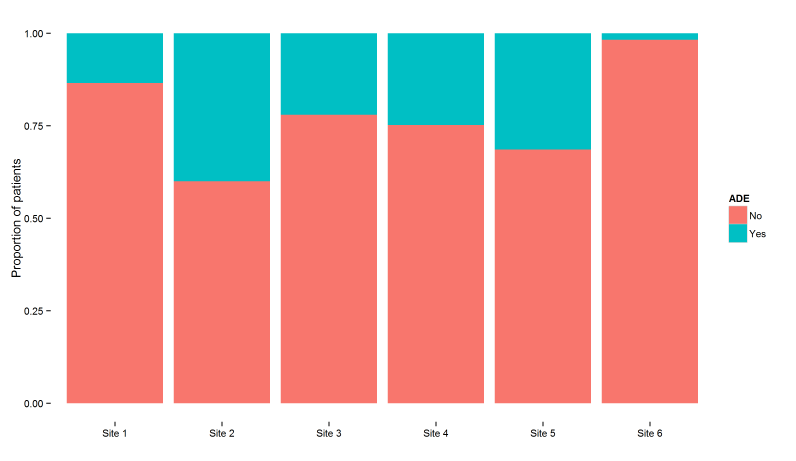 Proportion of patients
1.00
0.75
0.50
0.25
0.00
Site 1
Site 2
Site 3
Site 4
Site 5
Site 6
ADE
No
Yes